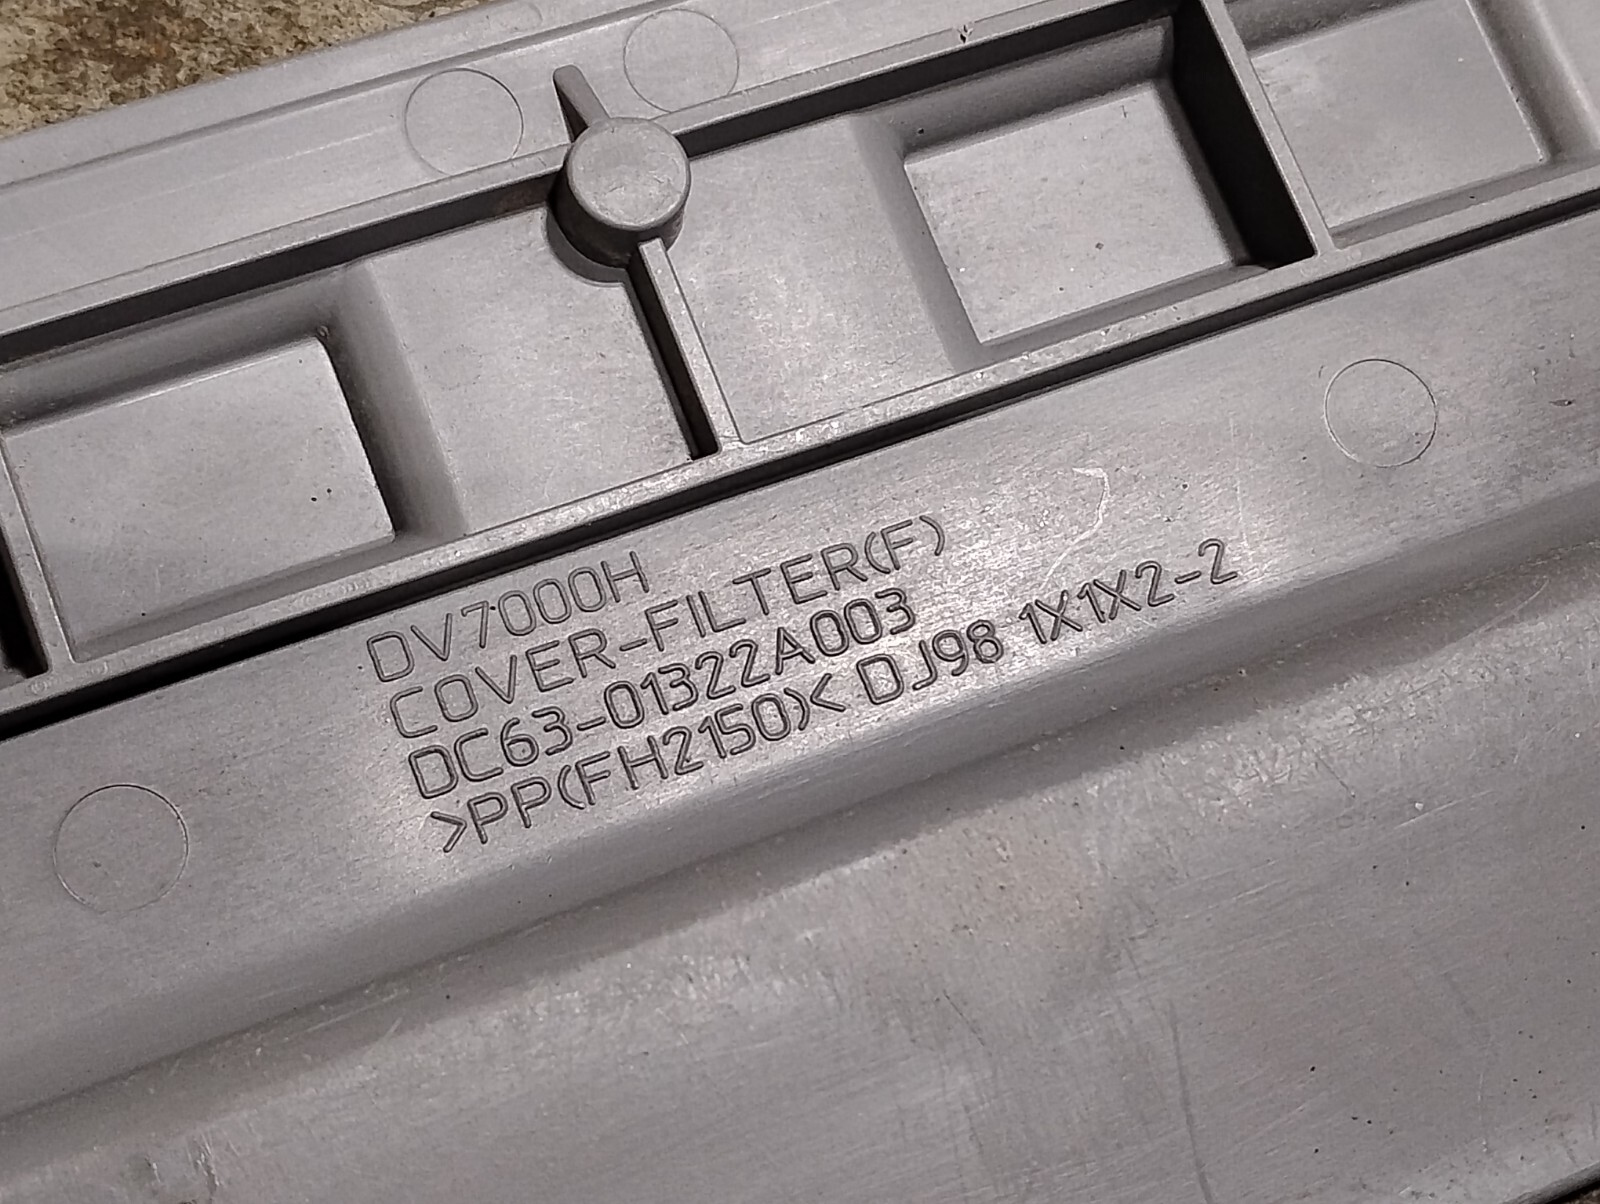 DV7000H
COVER-FILTER(F)
DC63-01322A003
>PP(FH2150)< DJ98 1X1X2-2